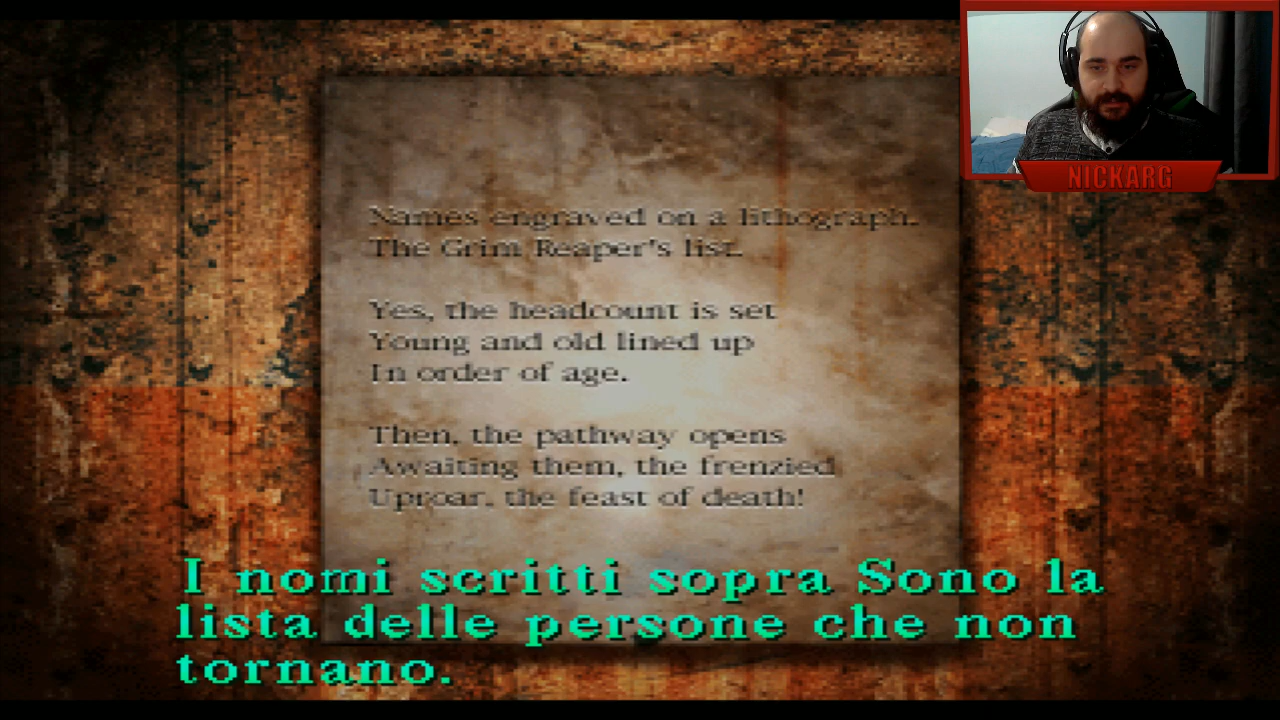 NICKARG
Names engraved on a lithograph.
The Grim Reaper's list.
Yes, the headcount is set
Young and old lined up
In order of age.
Then, the pathway opens
Awaiting them, the frenzied
Uproar, the feast of death!
I nomi scritti sopra Sono la
lista delle persone che non
tornano.